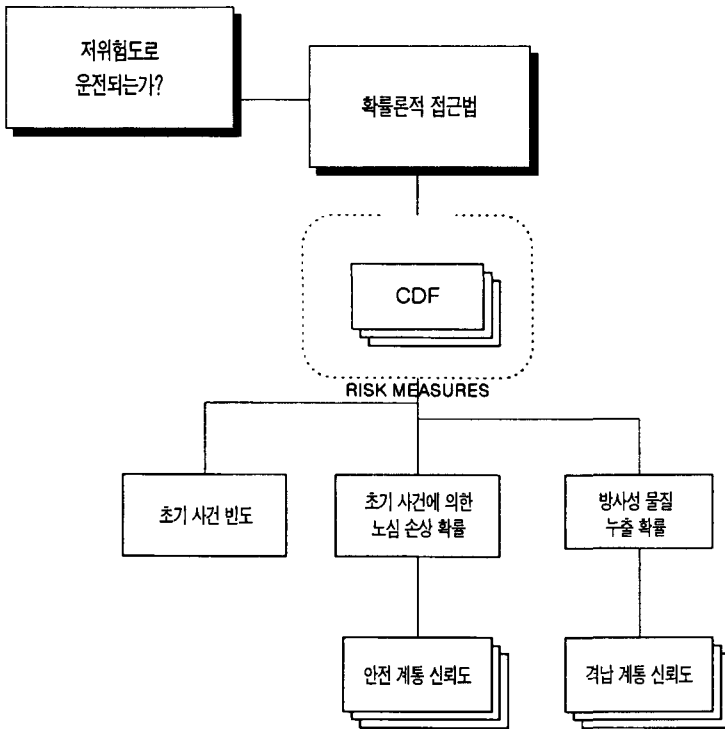 저위험도로
운전되는가?
확률론적 접근법
CDF
RISK MEASURES
초기 사건 빈도
초기 사건에 의한
노심 손상 확률
방사성 물질
누출 확률
안전 계통 신뢰도
격납 계통 신뢰도